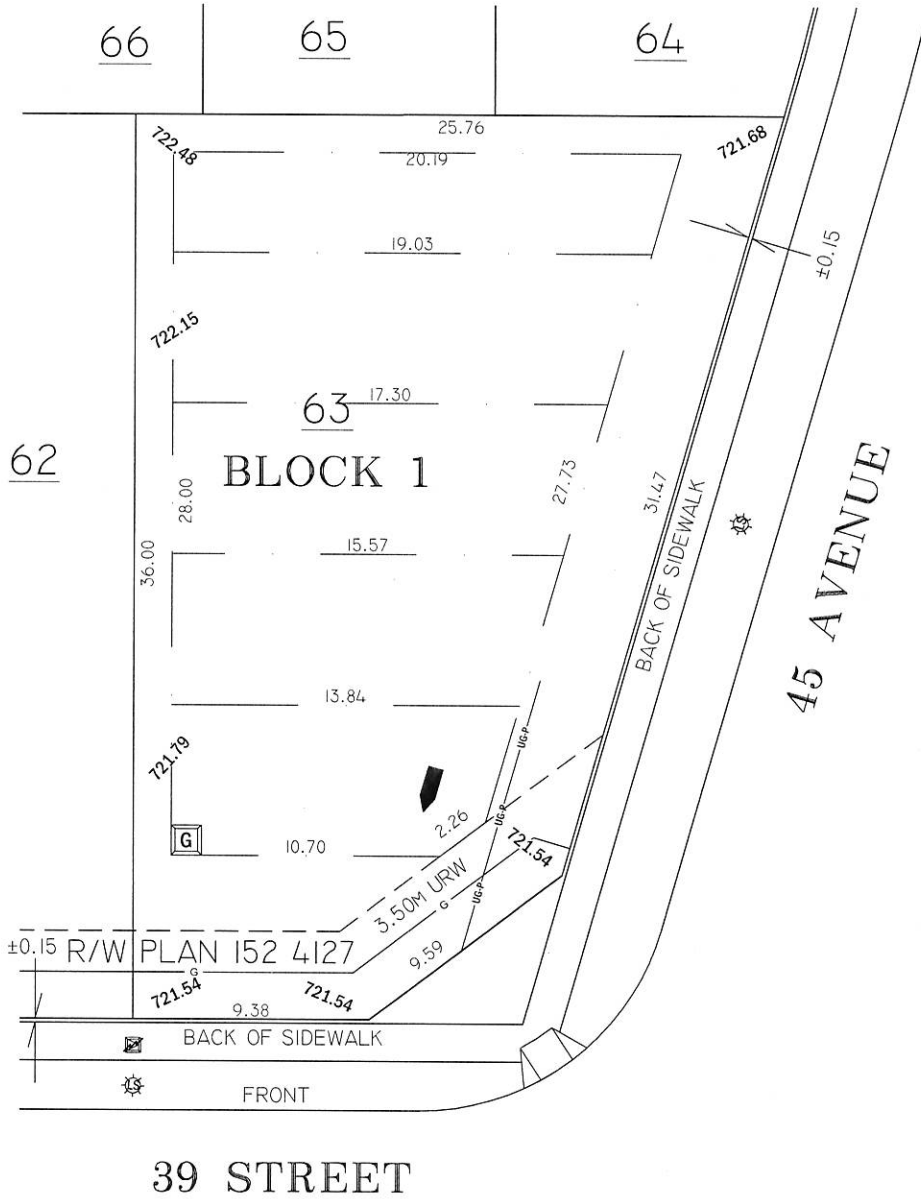 66
65
64
25.76
722.48
721.68
20.19
19.03
±0.15
722.15
17.30
63
62
BLOCK 1
28.00
27.73
31.47
BACK OF SIDEWALK
LS
45 AVENUE
36.00
15.57
13.84
UG-P
721.79
G
2.26
UG-P
10.70
721.54
3.50M URW
UG-P
G
±0.15
R/W PLAN 152 4127
9.59
G
721.54
721.54
9.38
BACK OF SIDEWALK
LS
FRONT
39 STREET